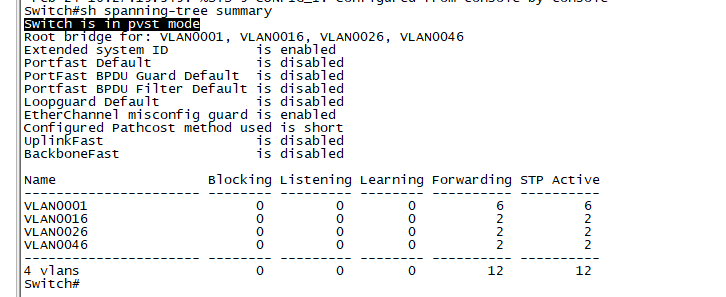 Switch#sh spanning-tree summary
Switch is in pvst mode
Root bridge for: VLAN0001, VLAN0016, VLAN0026, VLAN0046
Extended system ID           is enabled
Portfast Default             is disabled
PortFast BPDU Guard Default  is disabled
Portfast BPDU Filter Default is disabled
Loopguard Default            is disabled
EtherChannel misconfig guard is enabled
Configured Pathcost method used is short
UplinkFast                   is disabled
BackboneFast                 is disabled
Name                   Blocking Listening Learning Forwarding STP Active
---------------------- -------- --------- -------- ---------- ----------
VLAN0001                     0         0        0          6          6
VLAN0016                     0         0        0          2          2
VLAN0026                     0         0        0          2          2
VLAN0046                     0         0        0          2          2
---------------------- -------- --------- -------- ---------- ----------
4 vlans                      0         0        0         12         12
Switch#